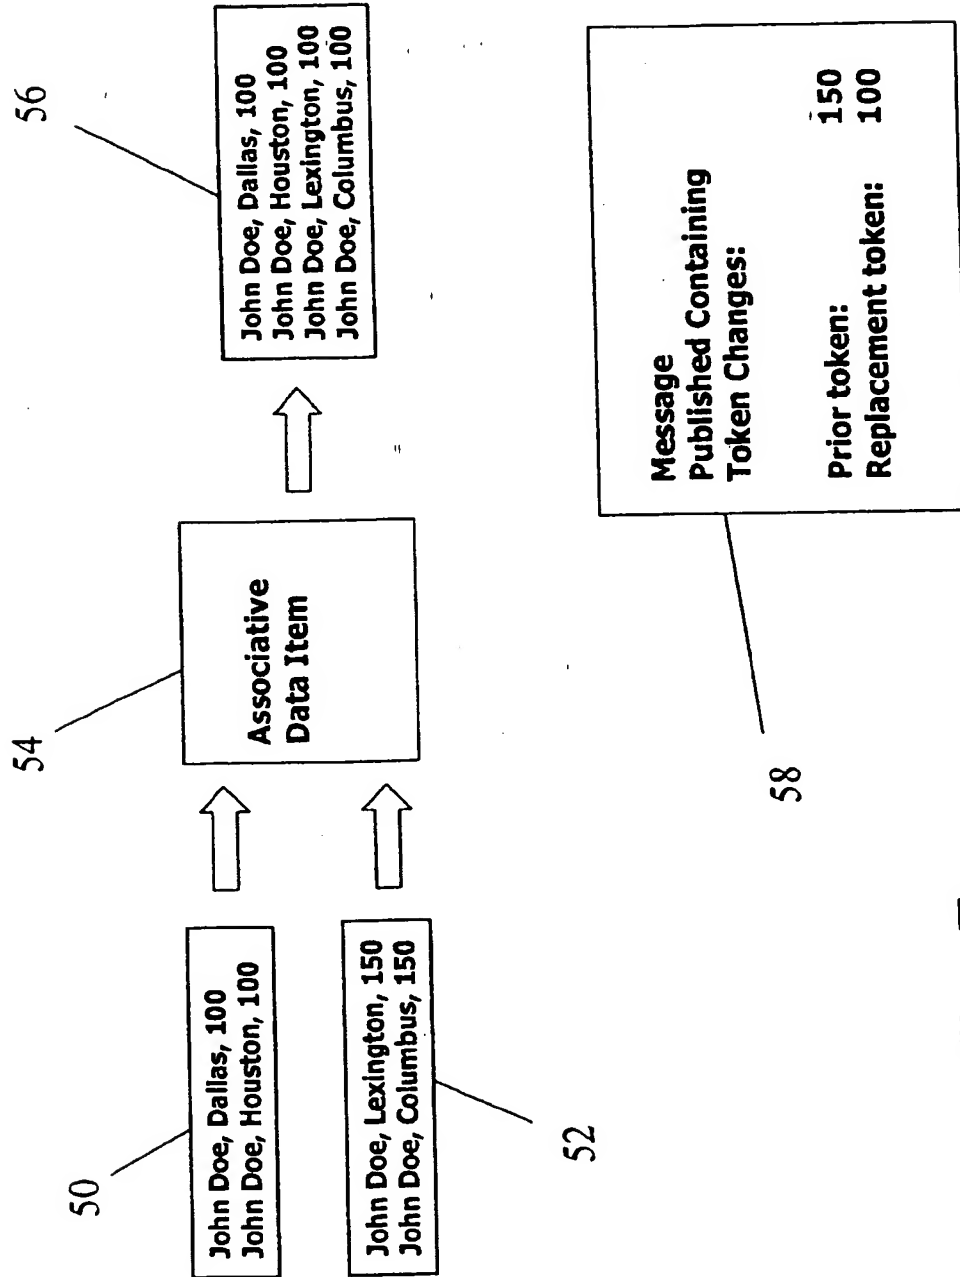 50
John Doe, Dallas, 100
John Doe, Houston, 100
52
John Doe, Lexington, 150
John Doe, Columbus, 150
54
Associative
Data Item
56
John Doe, Dallas, 100
John Doe, Houston, 100
John Doe, Lexington, 100
John Doe, Columbus, 100
58
Message
Published Containing
Token Changes:
Prior token: 150
Replacement token: 100